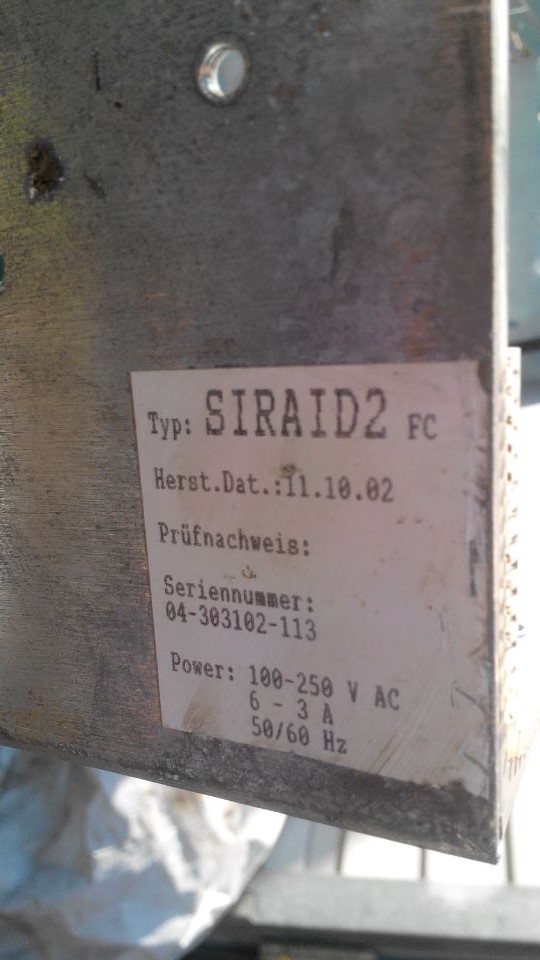 Typ: SIRAID2 FC
Herst.Dat.:11.10.02
Prüfnachweis:
Seriennummer:
04-303102-113
Power: 100-250 V AC
6 - 3 A
50/60 Hz